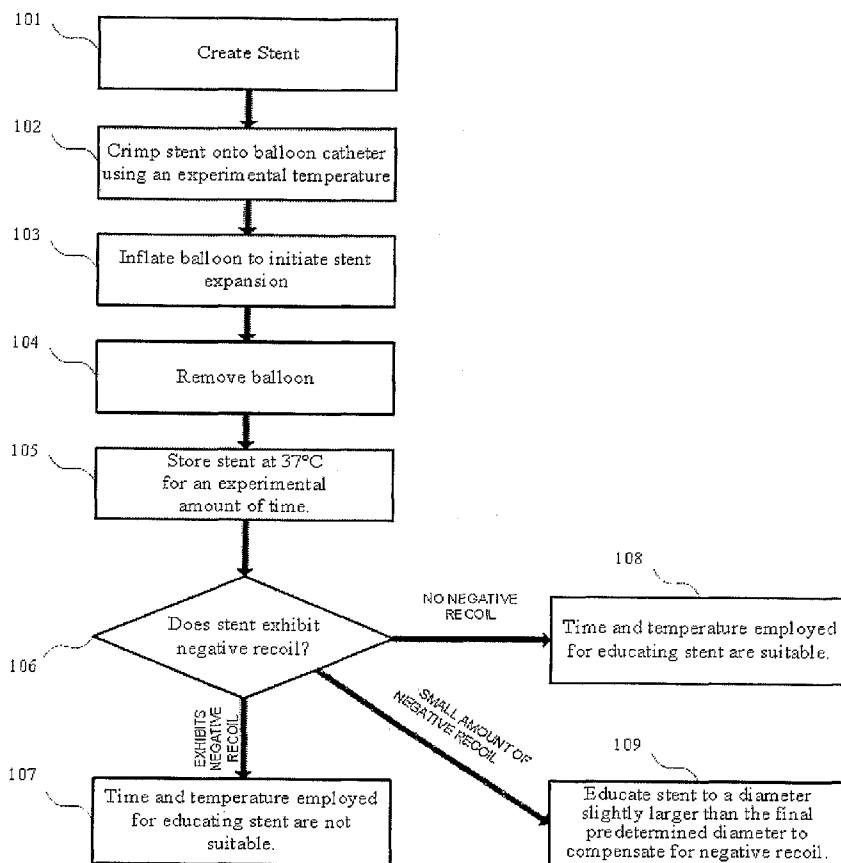 101
Create Stent
102
Crimp stent onto balloon catheter
using an experimental temperature
103
Inflate balloon to initiate stent
expansion
104
Remove balloon
105
Store stent at 37°C
for an experimental
amount of time.
106
Does stent exhibit
negative recoil?
NO NEGATIVE
RECOIL
108
Time and temperature employed
for educating stent are suitable.
EXHIBITS
NEGATIVE
RECOIL
SMALL AMOUNT OF
NEGATIVE RECOIL
107
Time and temperature employed
for educating stent are not
suitable.
109
Educate stent to a diameter
slightly larger than the final
predetermined diameter to
compensate for negative recoil.